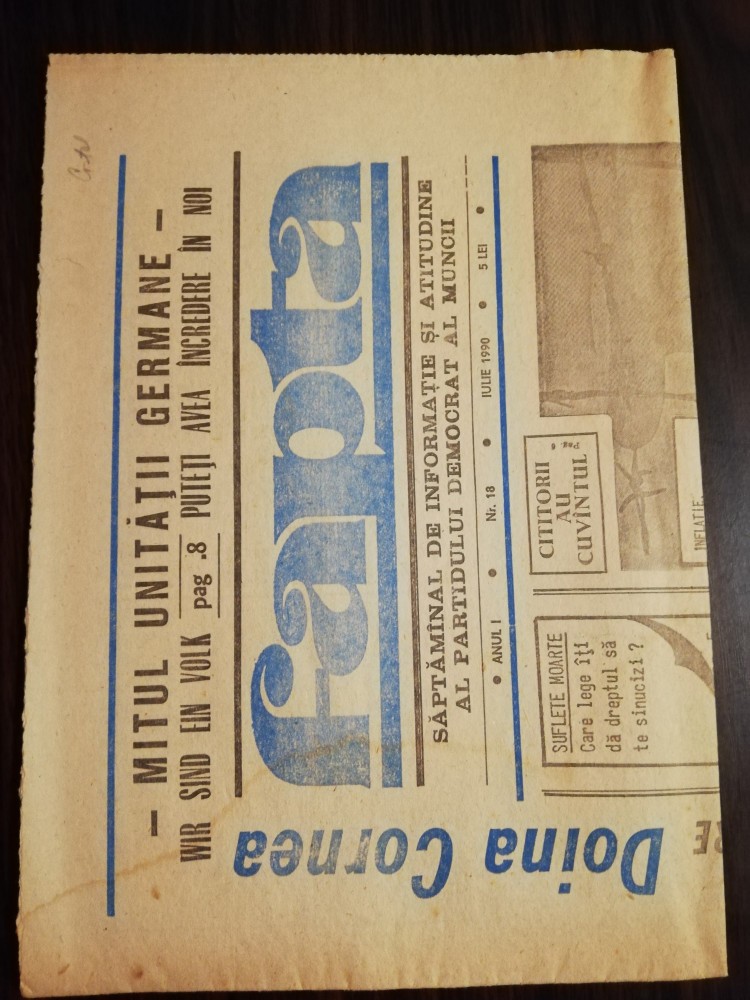 — MITUL UNITĂȚII GERMANE —
WIR SIND EIN VOLK pag .8 PUTEȚI AVEA ÎNCREDERE ÎN NOI
fapta
SĂPTĂMÎNAL DE INFORMAȚIE ȘI ATITUDINE
AL PARTIDULUI DEMOCRAT AL MUNCII
• ANUL I • Nr. 18 • IULIE 1990 • 5 LEI •
Doina Cornea
SUFLETE MOARTE
Care lege îți
dă dreptul să
te sinucizi ?
CITITORII
AU
CUVÎNTUL
Pag.
INFLAȚIE.
RE